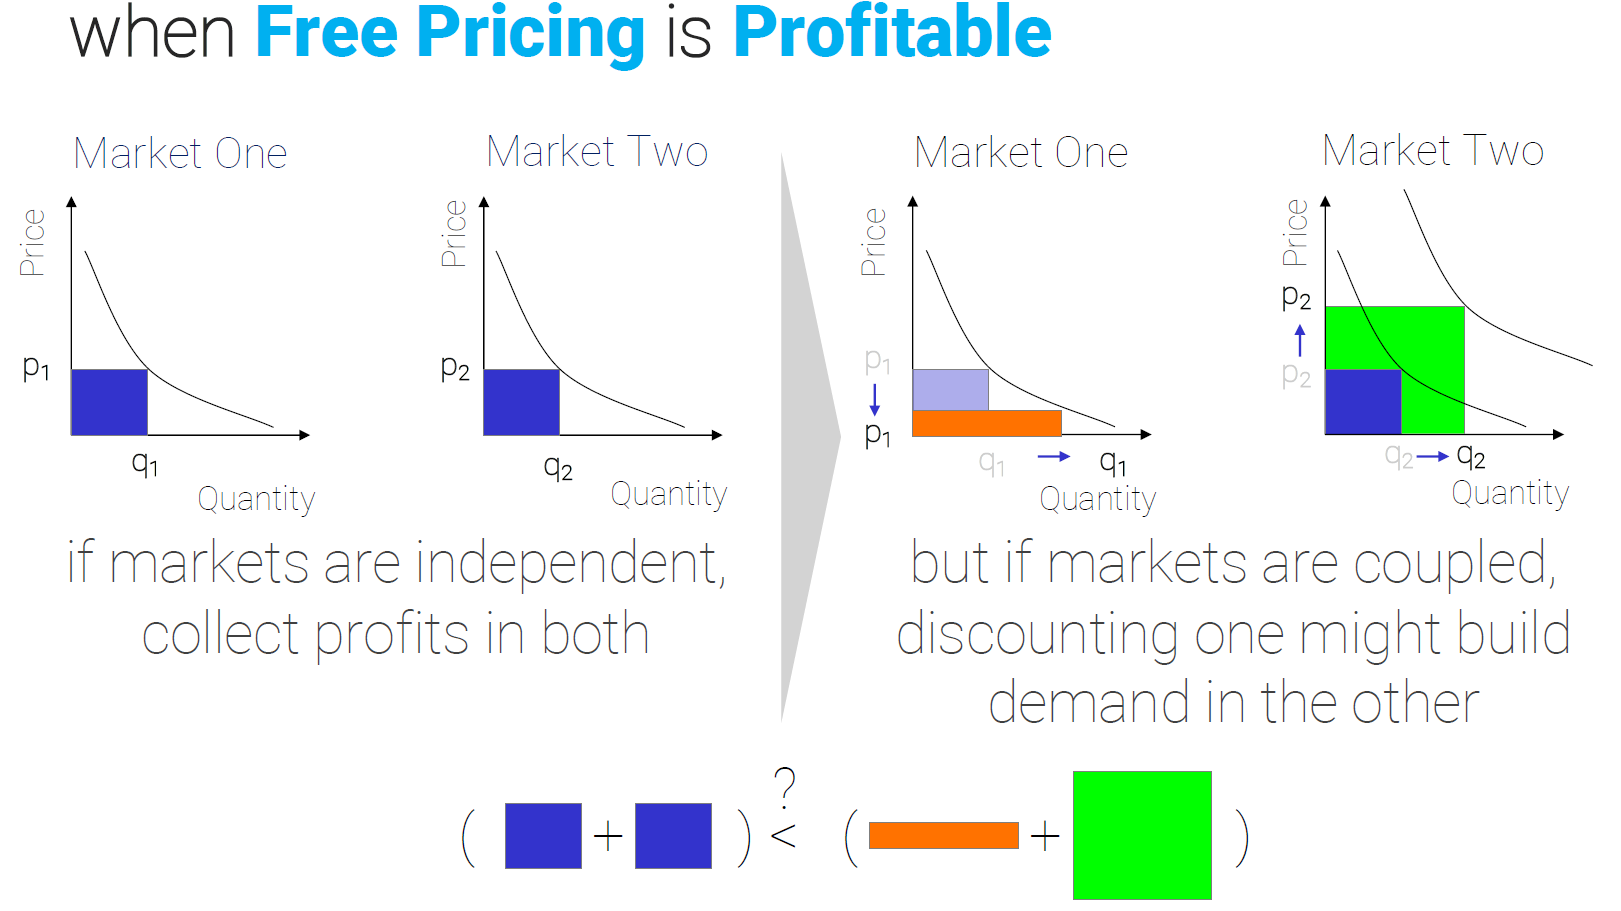 when Free Pricing is Profitable
Market One
Price
p1
q1
Quantity
Market Two
Price
p2
q2
Quantity
if markets are independent,
collect profits in both
Market One
Price
p1
p1
q1
q1
Quantity
Market Two
Price
p2
p2
q2
q2
Quantity
but if markets are coupled,
discounting one might build
demand in the other
( + ) ? < ( + )